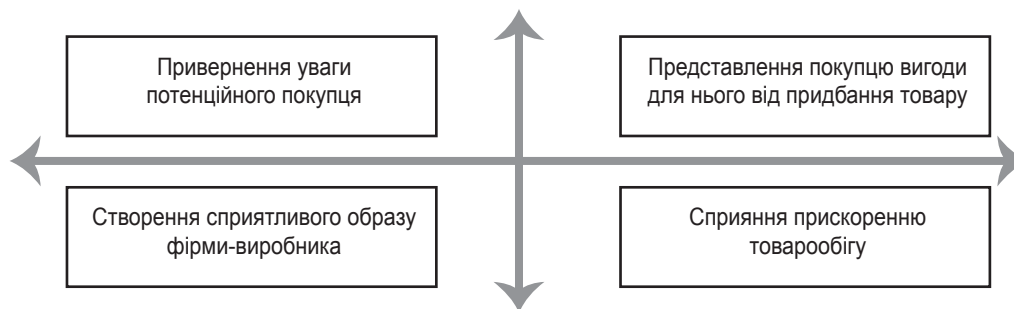 Привернення уваги
потенційного покупця
Представлення покупцю вигоди
для нього від придбання товару
Створення сприятливого образу
фірми-виробника
Сприяння прискоренню
товарообігу